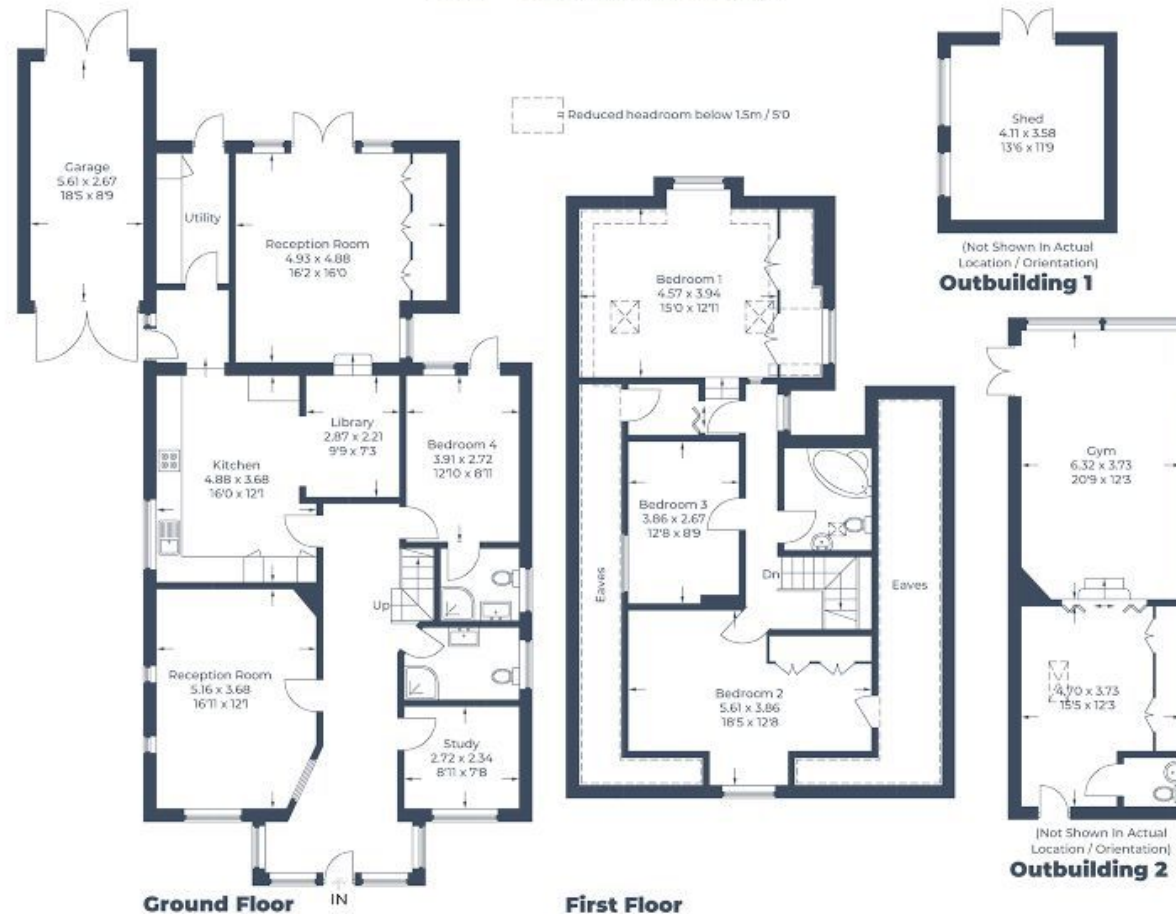 Reduced headroom below 1.5m / 5'0
Garage
5.61 x 2.67
18'5 x 8'9
Utility
Reception Room
4.93 x 4.88
16'2 x 16'0
Kitchen
4.88 x 3.68
16'0 x 12'1
Library
2.87 x 2.21
9'9 x 7'3
Bedroom 4
3.91 x 2.72
12'10 x 8'11
Up
Reception Room
5.16 x 3.68
16'11 x 12'1
Study
2.72 x 2.34
8'11 x 7'8
IN
Ground Floor
Bedroom 1
4.57 x 3.94
15'0 x 12'11
Bedroom 3
3.86 x 2.67
12'8 x 8'9
Eaves
Dn
Eaves
Bedroom 2
5.61 x 3.86
18'5 x 12'8
First Floor
Shed
4.11 x 3.58
13'6 x 11'9
(Not Shown In Actual
Location / Orientation)
Outbuilding 1
Gym
6.32 x 3.73
20'9 x 12'3
4.70 x 3.73
15'5 x 12'3
(Not Shown In Actual
Location / Orientation)
Outbuilding 2